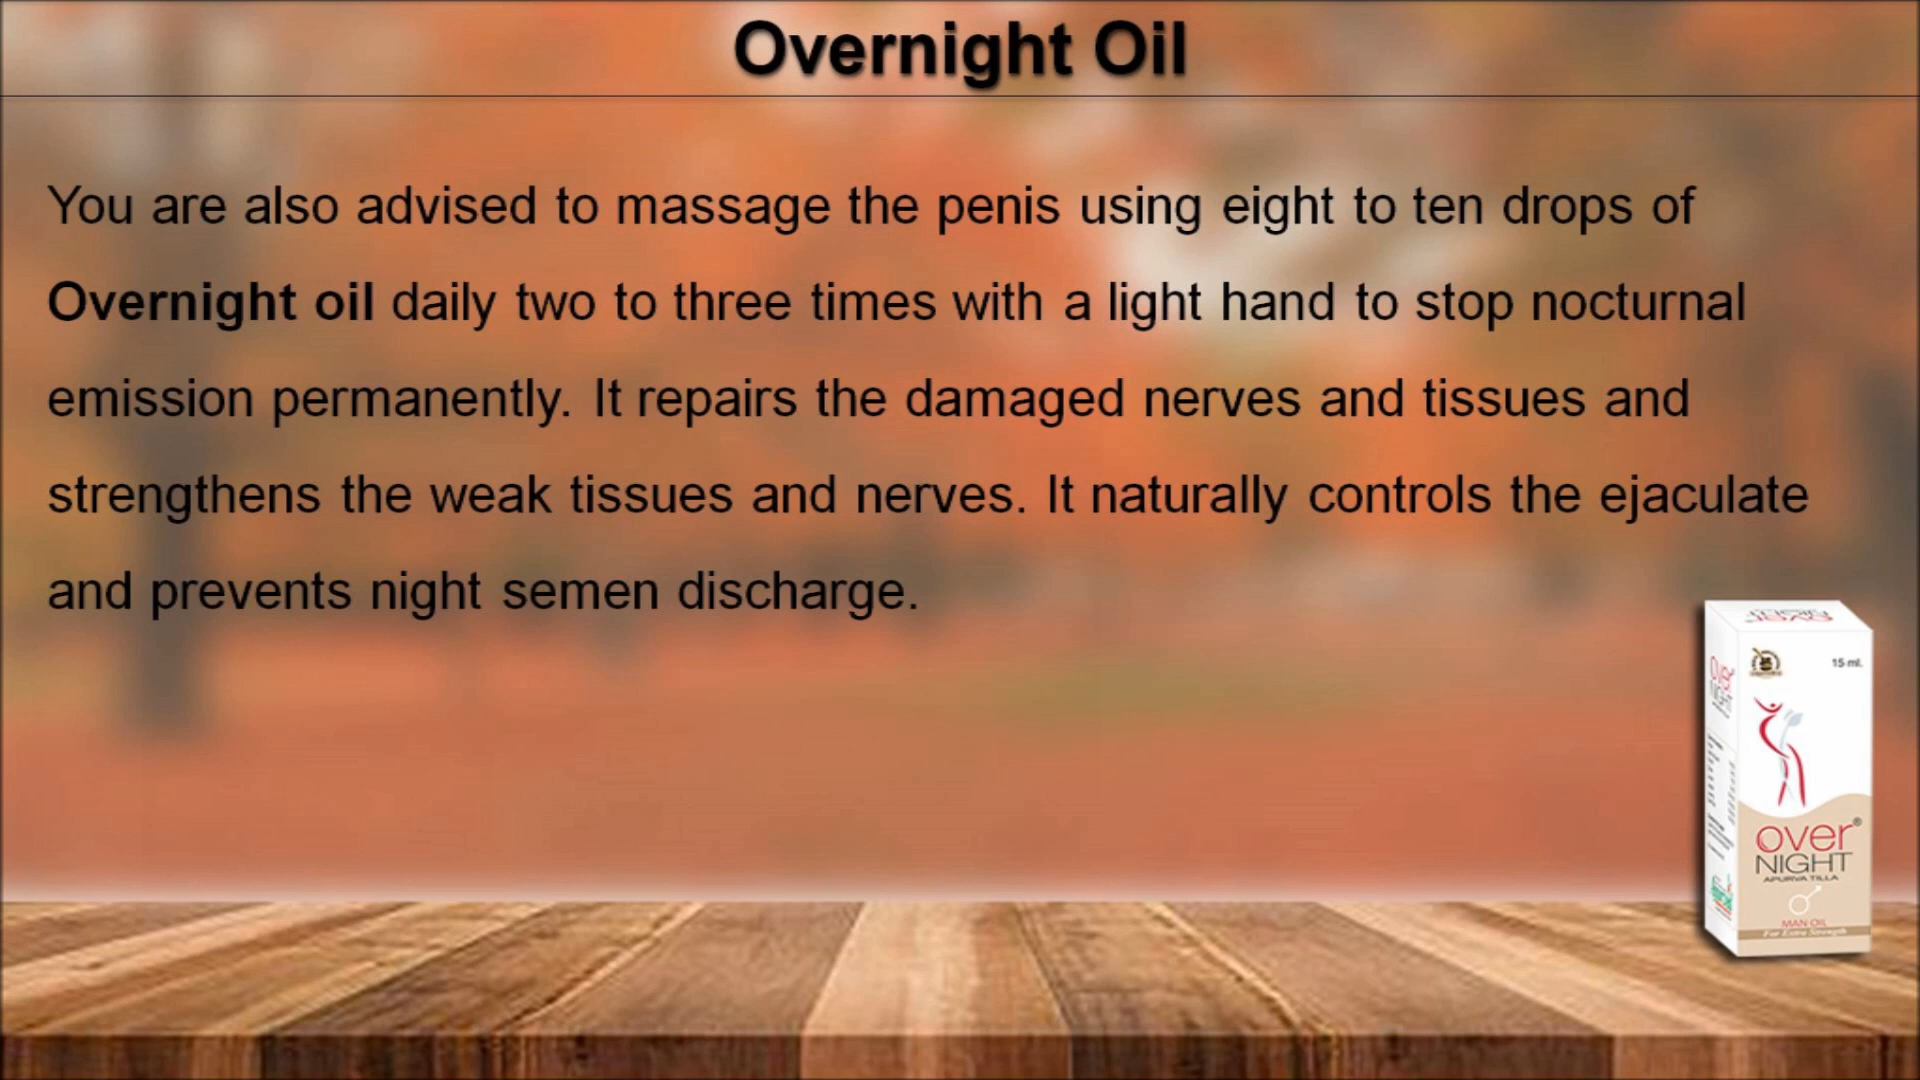 Overnight Oil
You are also advised to massage the penis using eight to ten drops of
Overnight oil daily two to three times with a light hand to stop nocturnal
emission permanently. It repairs the damaged nerves and tissues and
strengthens the weak tissues and nerves. It naturally controls the ejaculate
and prevents night semen discharge.
15 ml.
over®
NIGHT
APURVA TILLA
MAN OIL
For Extra Strength